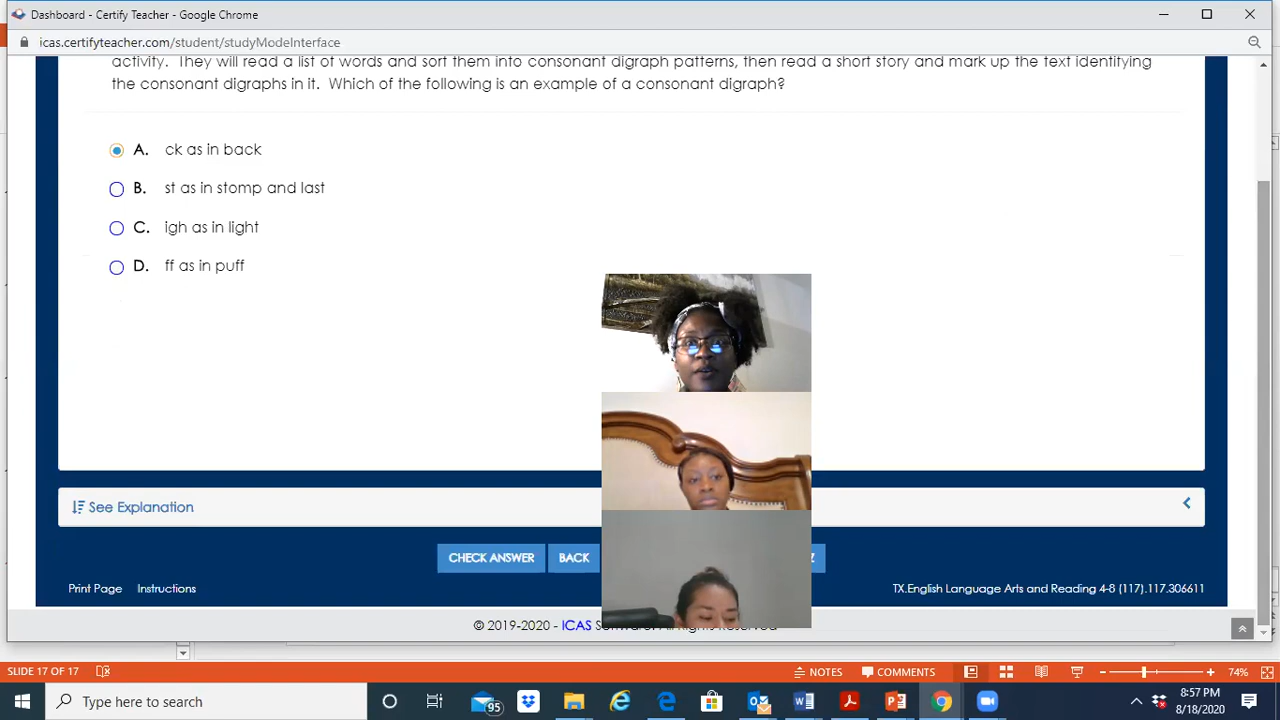 Dashboard - Certify Teacher - Google Chrome
icas.certifyteacher.com/student/studyModeInterface
activity. They will read a list of words and sort them into consonant digraph patterns, then read a short story and mark up the text identifying
the consonant digraphs in it. Which of the following is an example of a consonant digraph?
A. ck as in back
B. st as in stomp and last
C. igh as in light
D. ff as in puff
See Explanation
CHECK ANSWER BACK
Print Page Instructions TX.English Language Arts and Reading 4-8 (117).117.306611
© 2019-2020 - ICAS Software. All Rights Reserved
SLIDE 17 OF 17 NOTES COMMENTS 74%
Type here to search 95 8:57 PM
8/18/2020